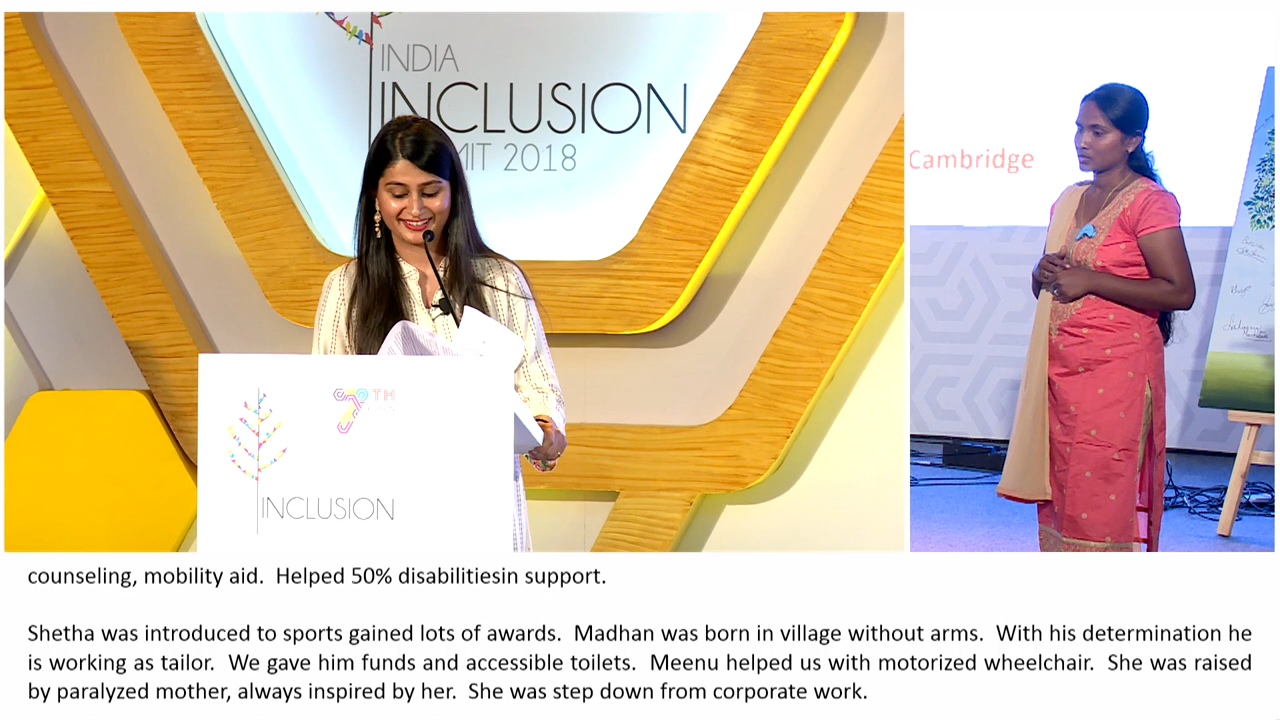 INDIA
INCLUSION
MIT 2018
Cambridge
7TH
INCLUSION
counseling, mobility aid. Helped 50% disabilitiesin support.
Shetha was introduced to sports gained lots of awards. Madhan was born in village without arms. With his determination he
is working as tailor. We gave him funds and accessible toilets. Meenu helped us with motorized wheelchair. She was raised
by paralyzed mother, always inspired by her. She was step down from corporate work.